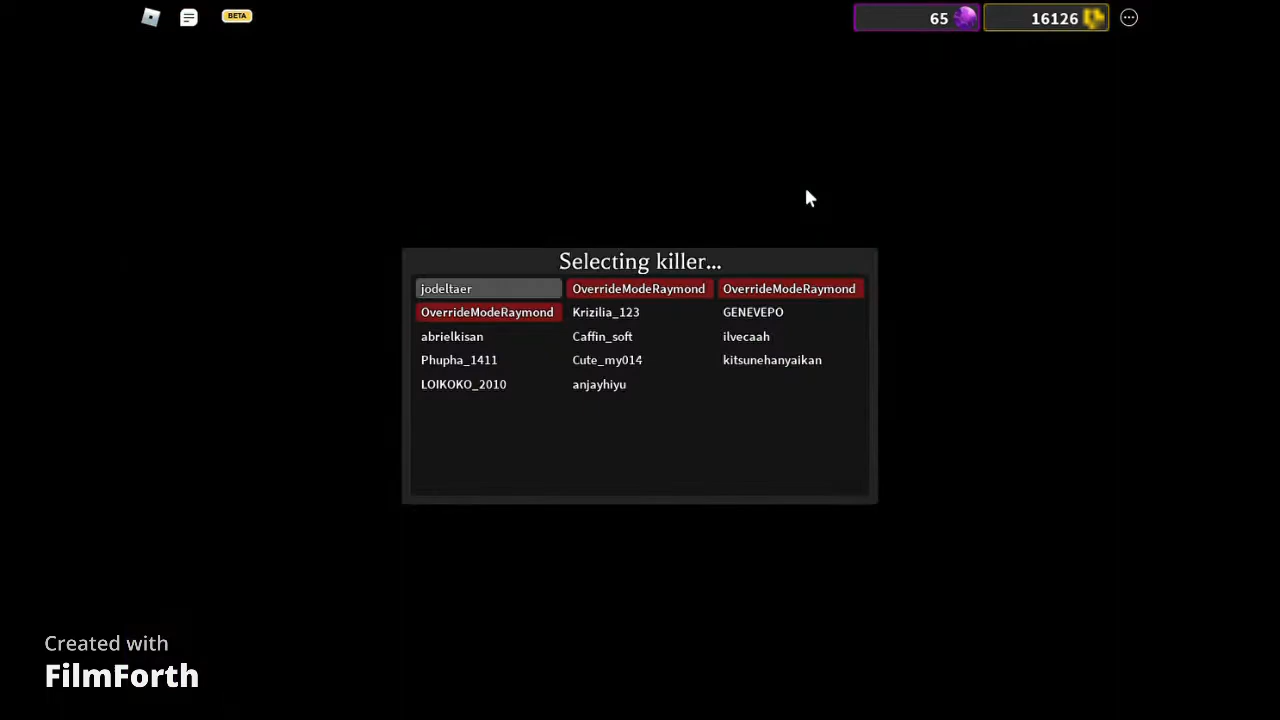 BETA
65
16126
Selecting killer...
jodeltaer
OverrideModeRaymond
OverrideModeRaymond
OverrideModeRaymond
Krizilia_123
GENEVEPO
abrielkisan
Caffin_soft
ilvecaah
Phupha_1411
Cute_my014
kitsunehanyaikan
LOIKOKO_2010
anjayhiyu
Created with
FilmForth